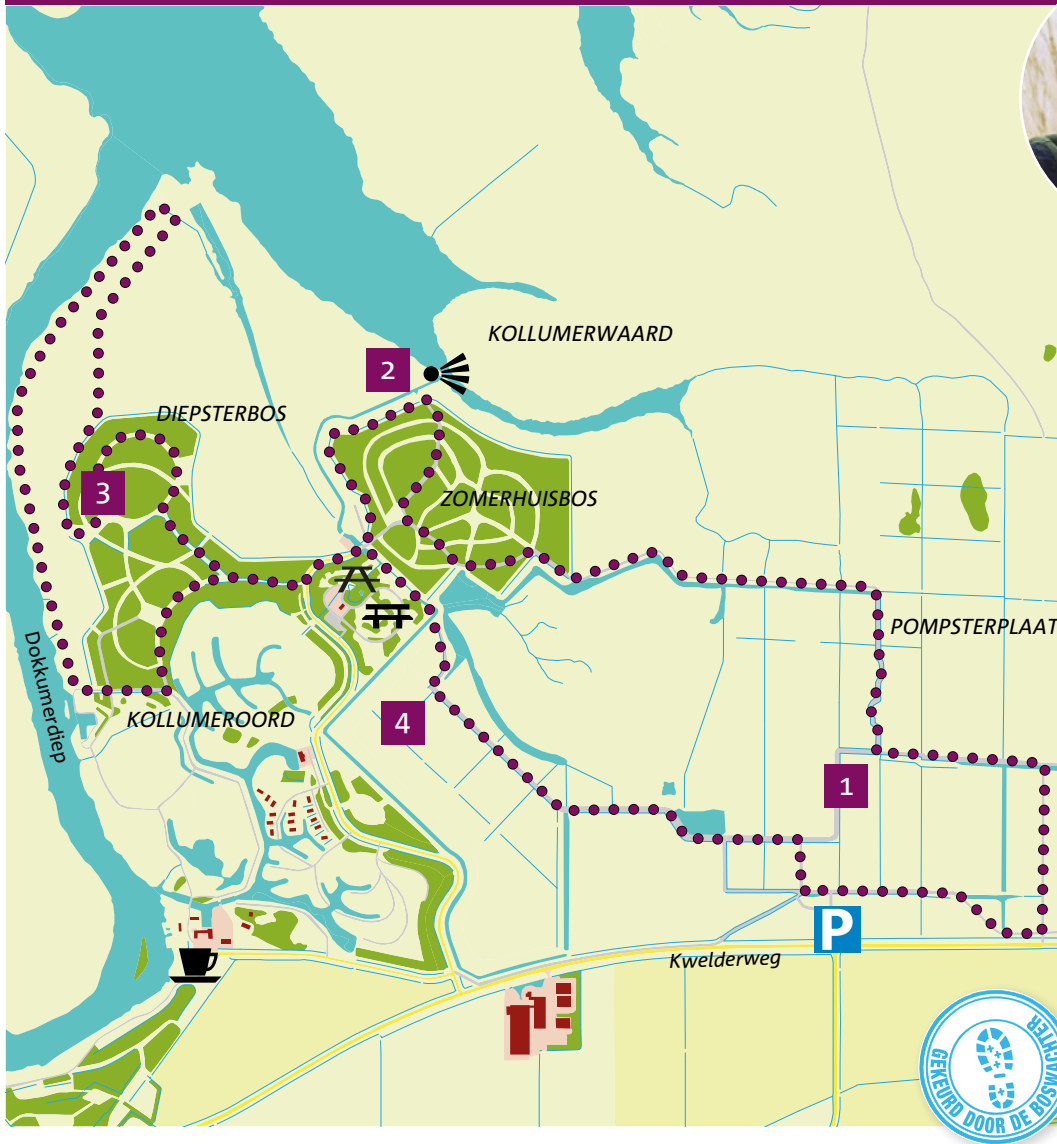 KOLLUMERWAARD
2
DIEPSTERBOS
3
ZOMERHUISBOS
POMPSTERPLAAT
Dokkumerdiep
KOLLUMEROORD
4
1
P
Kwelderweg
GEKEURD DOOR DE BOSWACHTER